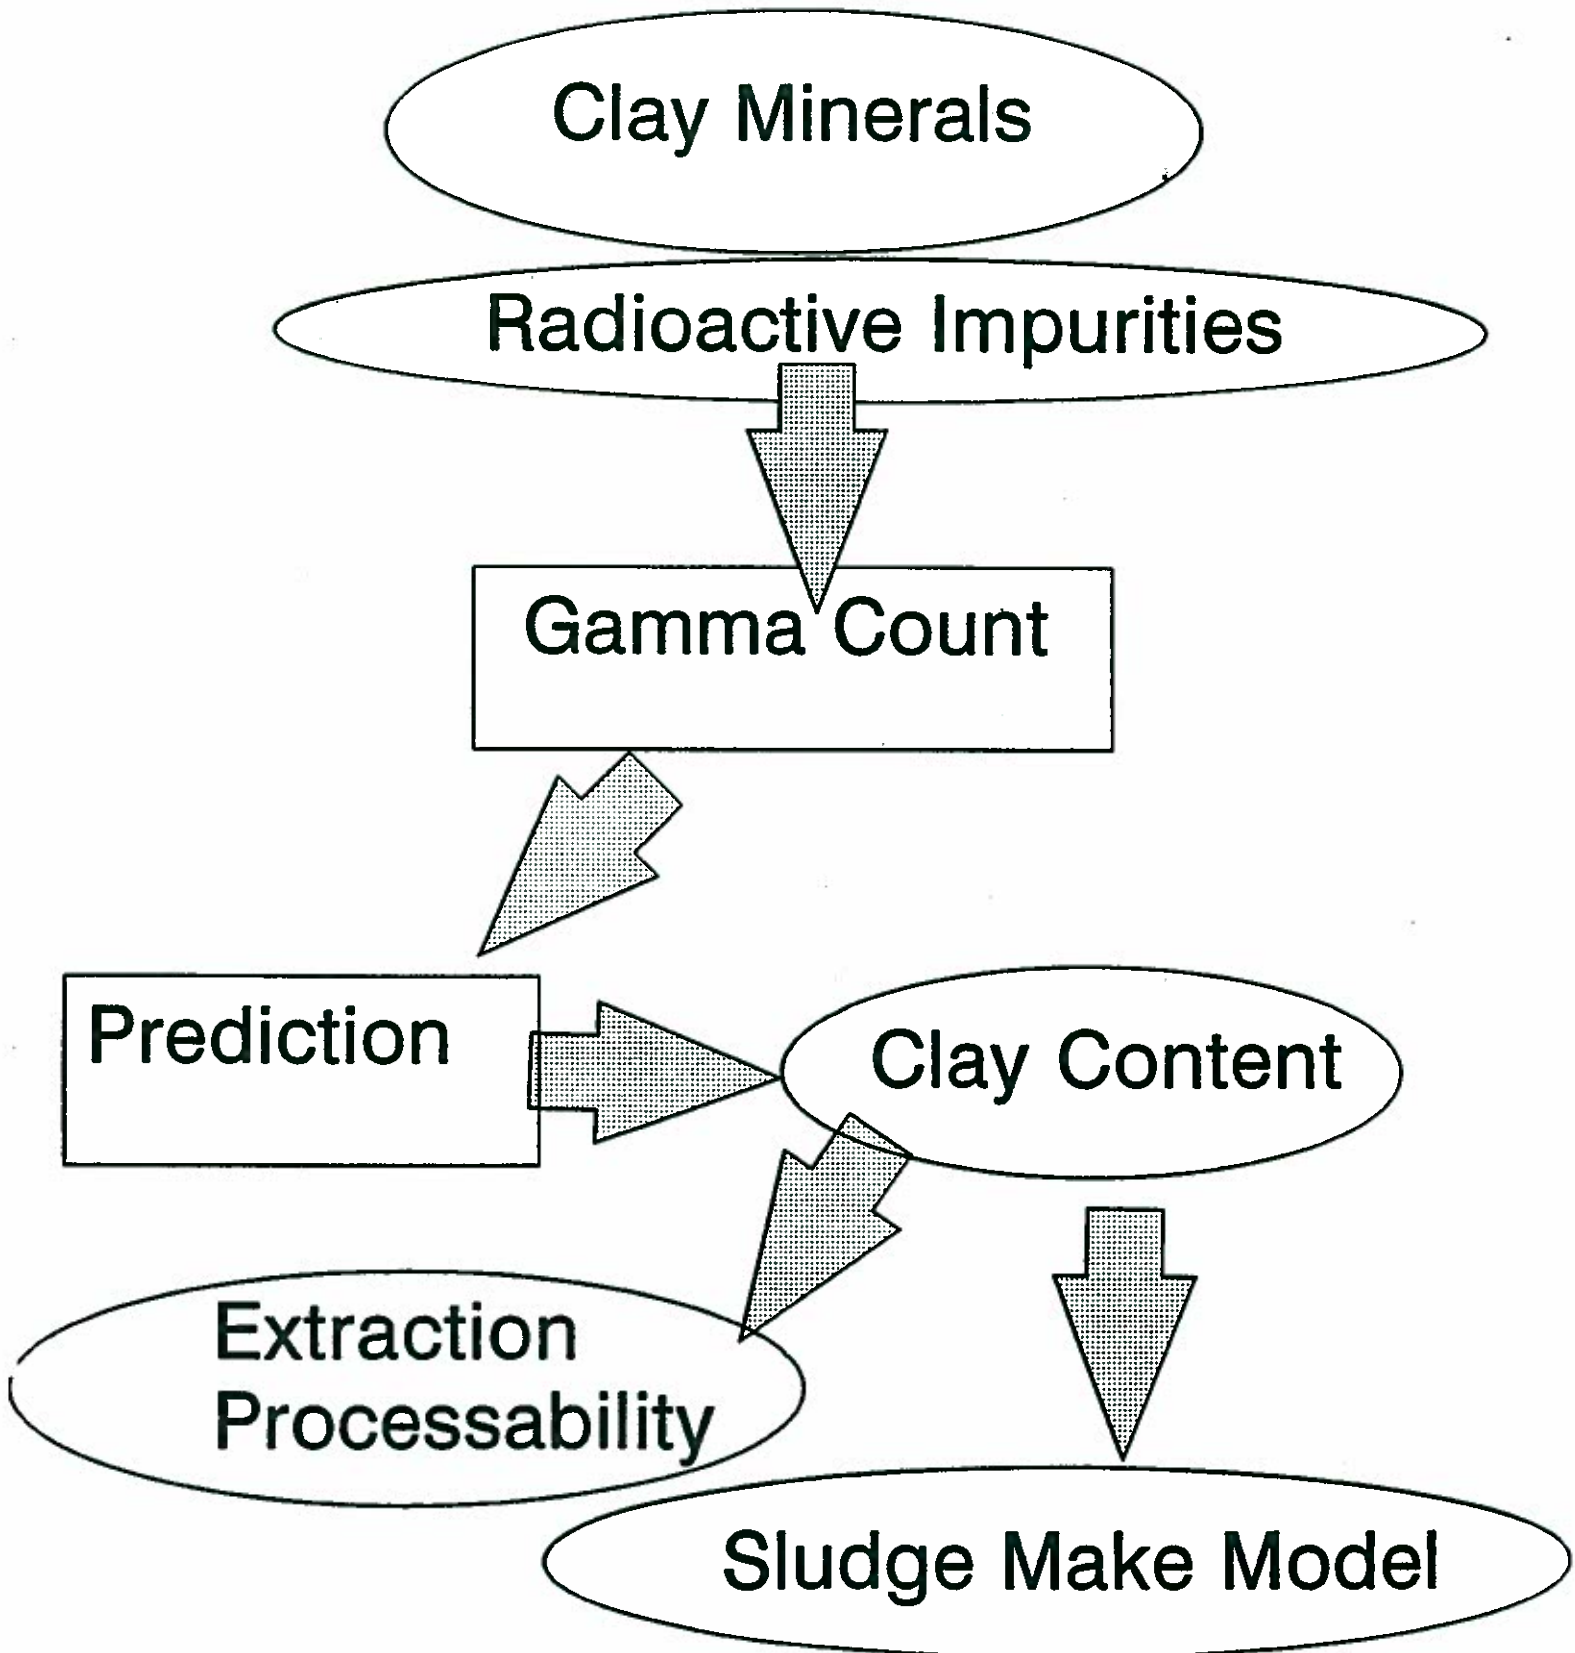 Clay Minerals
Radioactive Impurities
Gamma Count
Prediction
Clay Content
Extraction
Processability
Sludge Make Model